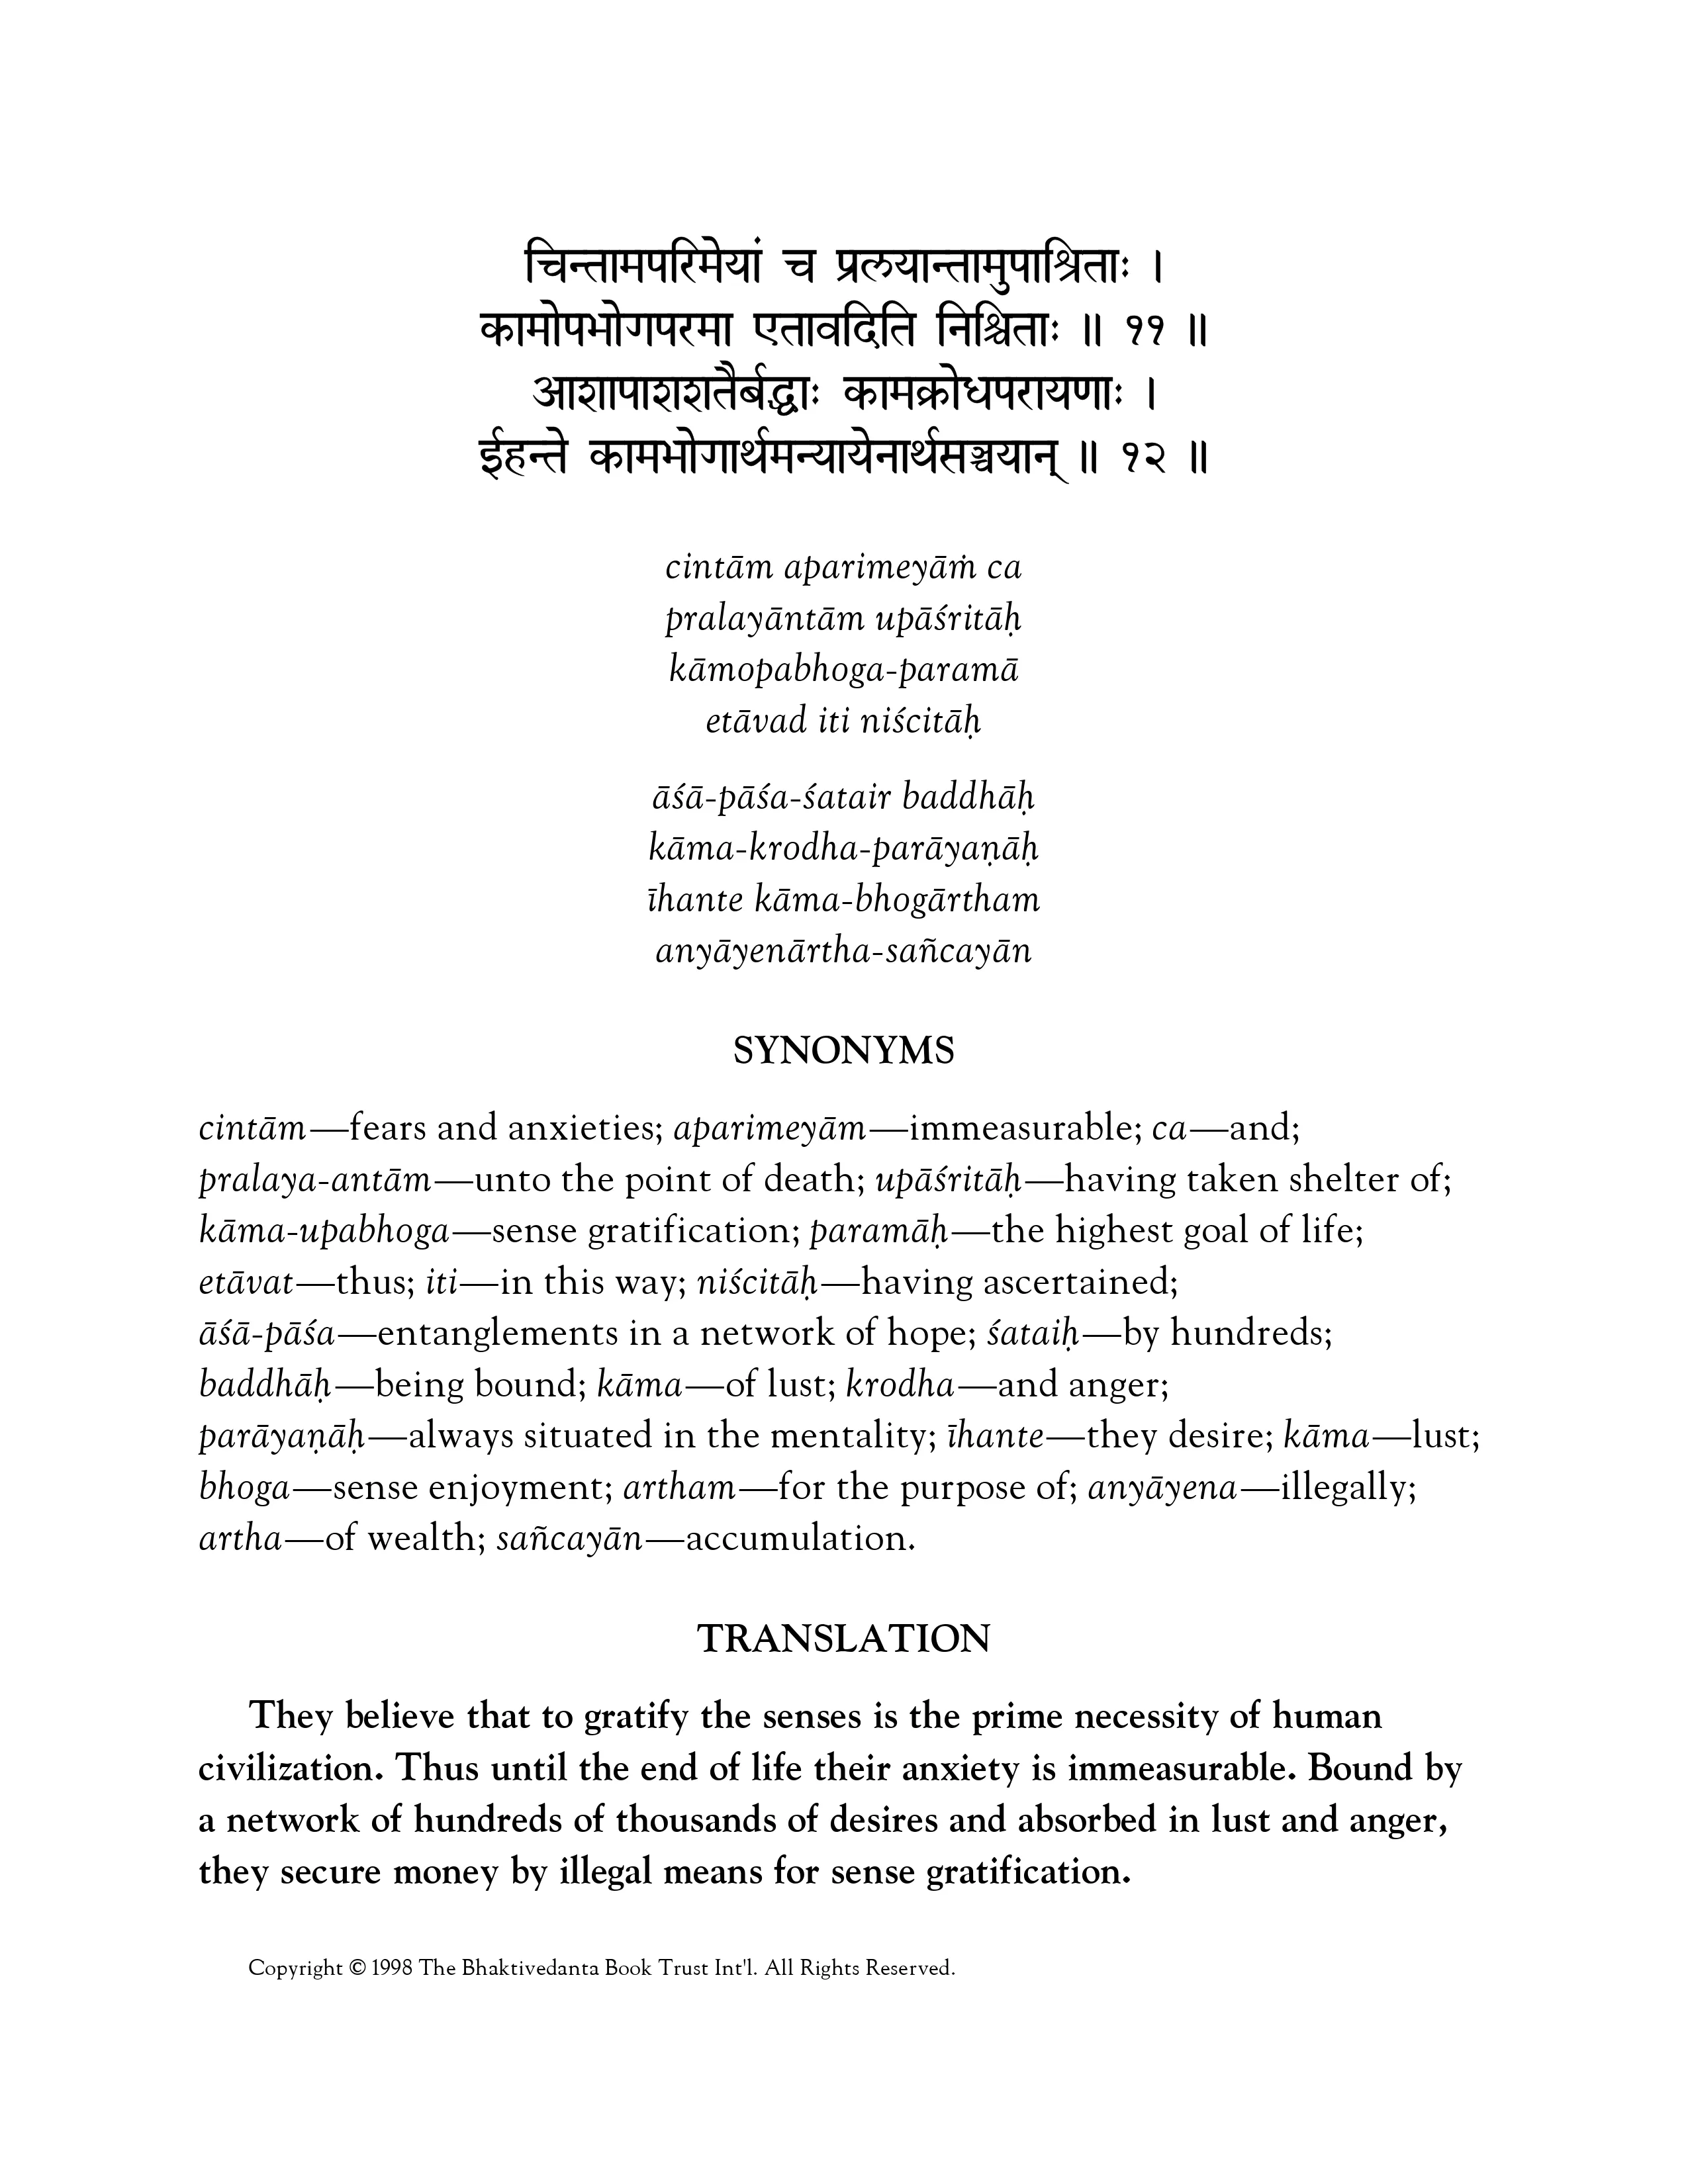 चिन्तामपरिमेयां च प्रलयान्तामुपाश्रिताः ।
कामोपभोगपरमा एतावदिति निश्चिताः ॥ ११ ॥
आशापाशशतैर्बद्धाः कामक्रोधपरायणाः ।
ईहन्ते कामभोगार्थमन्यायेनार्थसञ्चयान् ॥ १२ ॥
cintām aparimeyāṁ ca
pralayāntām upāśritāḥ
kāmopabhoga-paramā
etāvad iti niścitāḥ
āśā-pāśa-śatair baddhāḥ
kāma-krodha-parāyaṇāḥ
īhante kāma-bhogārtham
anyāyenārtha-sañcayān
SYNONYMS
cintām—fears and anxieties; aparimeyām—immeasurable; ca—and;
pralaya-antām—unto the point of death; upāśritāḥ—having taken shelter of;
kāma-upabhoga—sense gratification; paramāḥ—the highest goal of life;
etāvat—thus; iti—in this way; niścitāḥ—having ascertained;
āśā-pāśa—entanglements in a network of hope; śataiḥ—by hundreds;
baddhāḥ—being bound; kāma—of lust; krodha—and anger;
parāyaṇāḥ—always situated in the mentality; īhante—they desire; kāma—lust;
bhoga—sense enjoyment; artham—for the purpose of; anyāyena—illegally;
artha—of wealth; sañcayān—accumulation.
TRANSLATION
They believe that to gratify the senses is the prime necessity of human
civilization. Thus until the end of life their anxiety is immeasurable. Bound by
a network of hundreds of thousands of desires and absorbed in lust and anger,
they secure money by illegal means for sense gratification.
Copyright © 1998 The Bhaktivedanta Book Trust Int'l. All Rights Reserved.